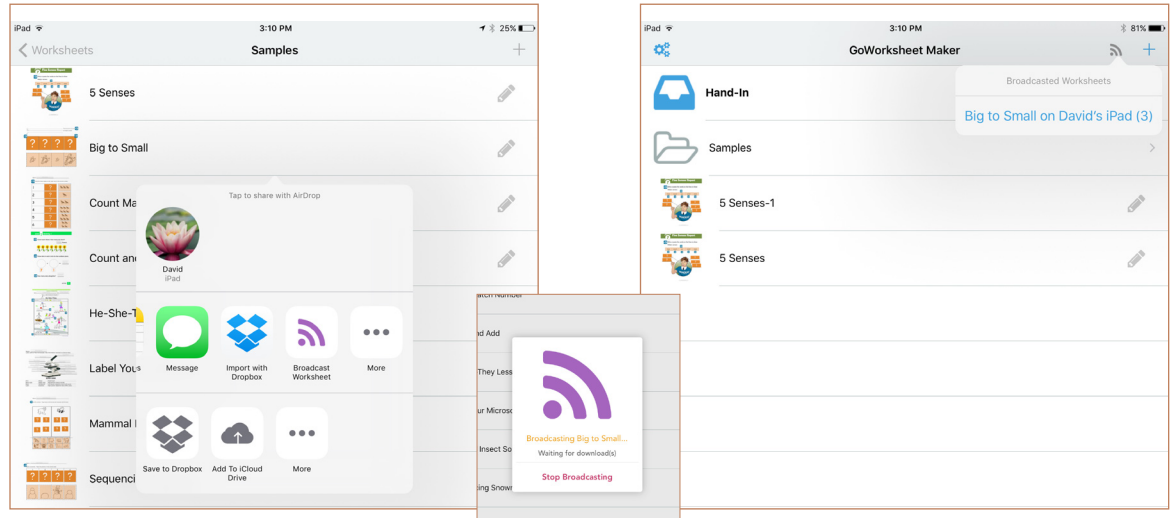 iPad
3:10 PM
25%
Worksheets
Samples
5 Senses
Big to Small
Count Ma
Count and
He-She-T
Label Your
Mammal
Sequenci
Tap to share with AirDrop
David
iPad
Message
Import with
Dropbox
Broadcast
Worksheet
More
Save to Dropbox
Add To iCloud
Drive
More
atch Number
nd Add
They Less
ur Microsc
Insect So
ing Snow
Broadcasting Big to Small...
Waiting for download(s)
Stop Broadcasting
iPad
3:10 PM
81%
GoWorksheet Maker
Broadcasted Worksheets
Big to Small on David's iPad (3)
Hand-In
Samples
5 Senses-1
5 Senses